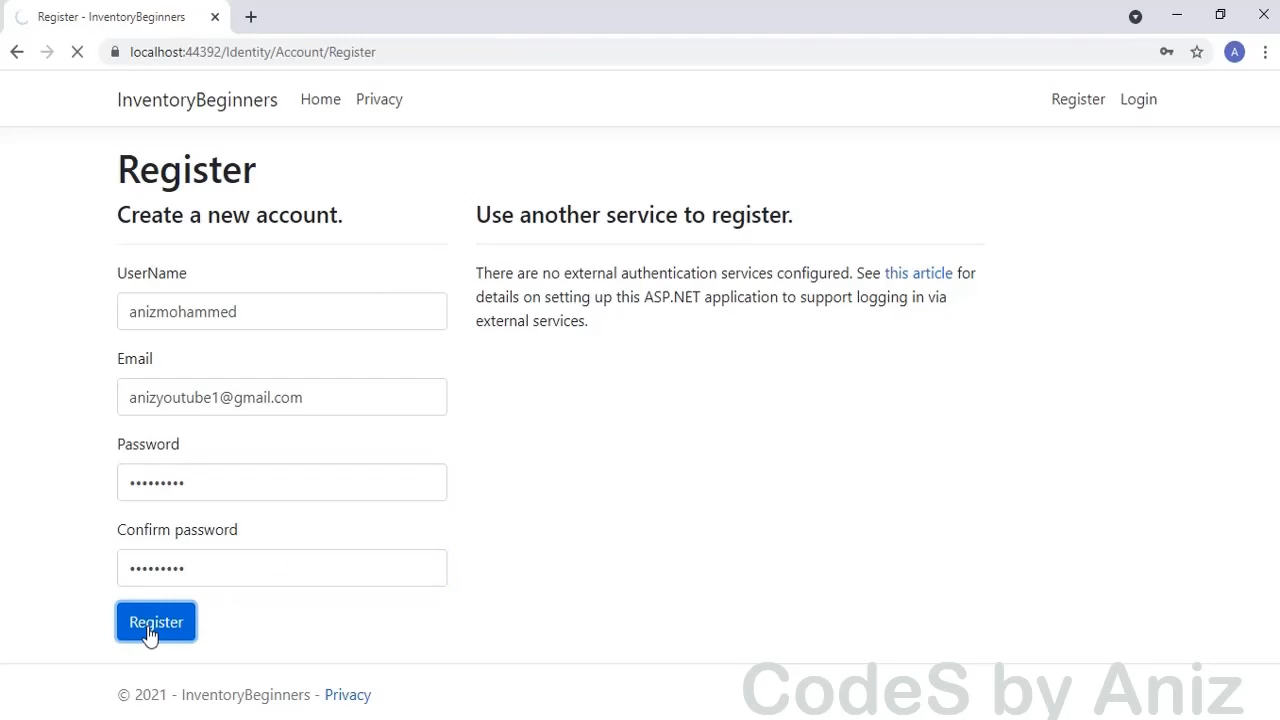 Register - InventoryBeginners
localhost:44392/Identity/Account/Register
A
InventoryBeginners Home Privacy Register Login
Register
Create a new account.
Use another service to register.
UserName
anizmohammed
Email
anizyoutube1@gmail.com
Password
•••••••••
Confirm password
•••••••••
Register
There are no external authentication services configured. See this article for
details on setting up this ASP.NET application to support logging in via
external services.
© 2021 - InventoryBeginners - Privacy
CodeS by Aniz